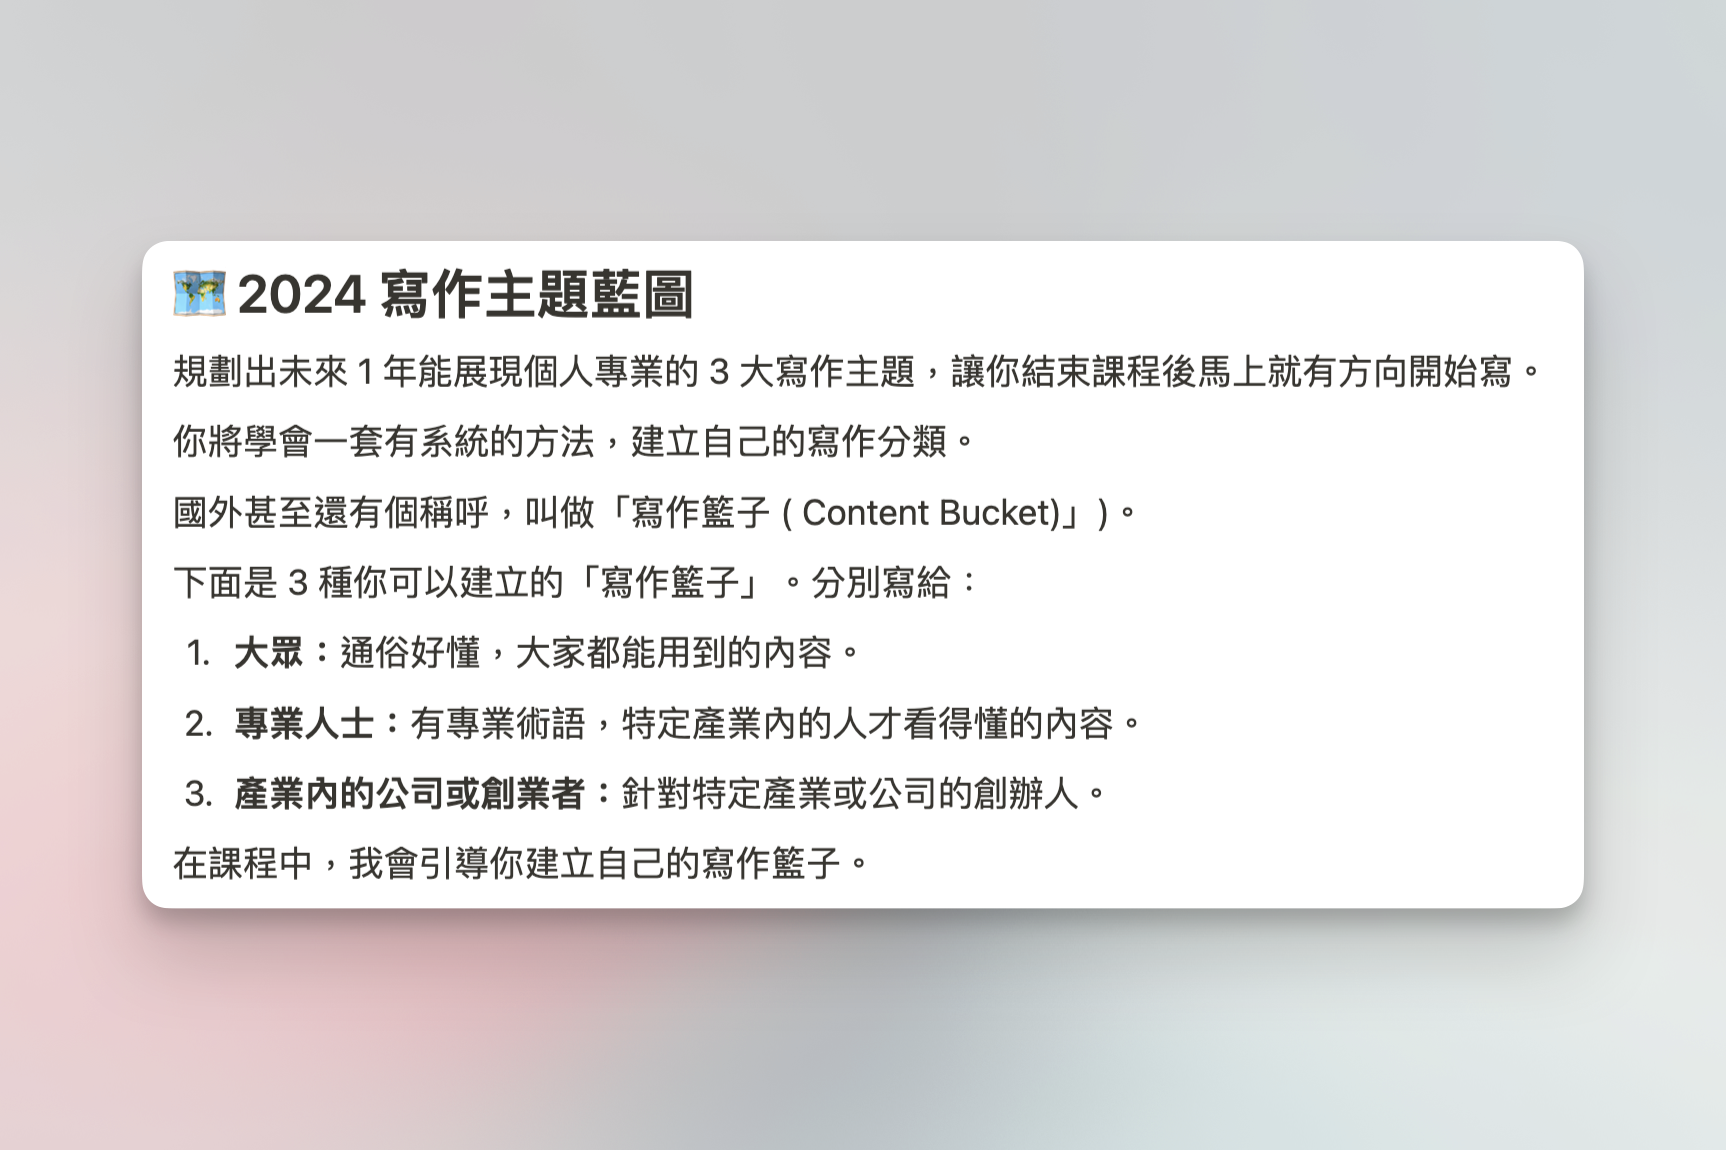 🗺️ 2024 寫作主題藍圖
規劃出未來 1 年能展現個人專業的 3 大寫作主題，讓你結束課程後馬上就有方向開始寫。
你將學會一套有系統的方法，建立自己的寫作分類。
國外甚至還有個稱呼，叫做「寫作籃子 ( Content Bucket)」)。
下面是 3 種你可以建立的「寫作籃子」。分別寫給：
1. 大眾：通俗好懂，大家都能用到的內容。
2. 專業人士：有專業術語，特定產業內的人才看得懂的內容。
3. 產業內的公司或創業者：針對特定產業或公司的創辦人。
在課程中，我會引導你建立自己的寫作籃子。